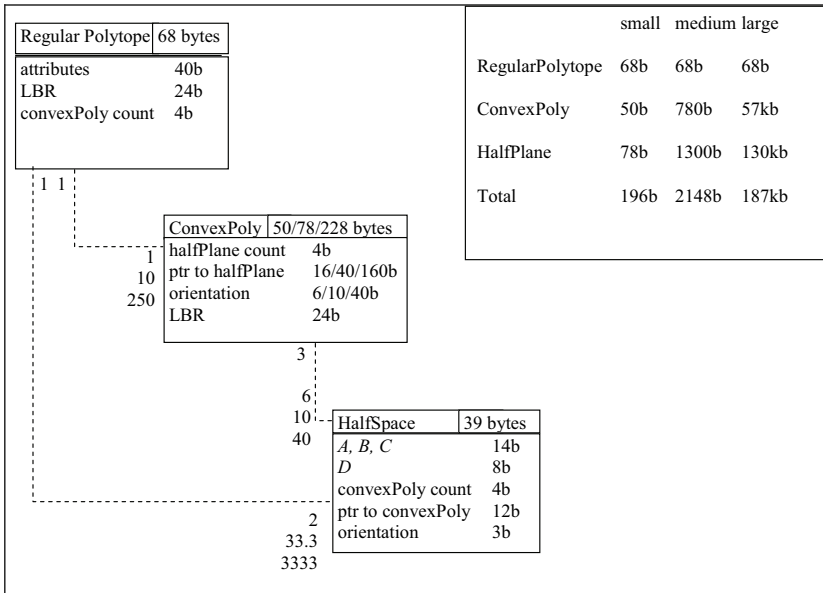 Regular Polytope 68 bytes
attributes 40b
LBR 24b
convexPoly count 4b
1 1
small medium large
RegularPolytope 68b 68b 68b
ConvexPoly 50b 780b 57kb
HalfPlane 78b 1300b 130kb
Total 196b 2148b 187kb
ConvexPoly 50/78/228 bytes
halfPlane count 4b
ptr to halfPlane 16/40/160b
orientation 6/10/40b
LBR 24b
1
10
250
3
6
10
40
HalfSpace 39 bytes
A, B, C 14b
D 8b
convexPoly count 4b
ptr to convexPoly 12b
orientation 3b
2
33.3
3333